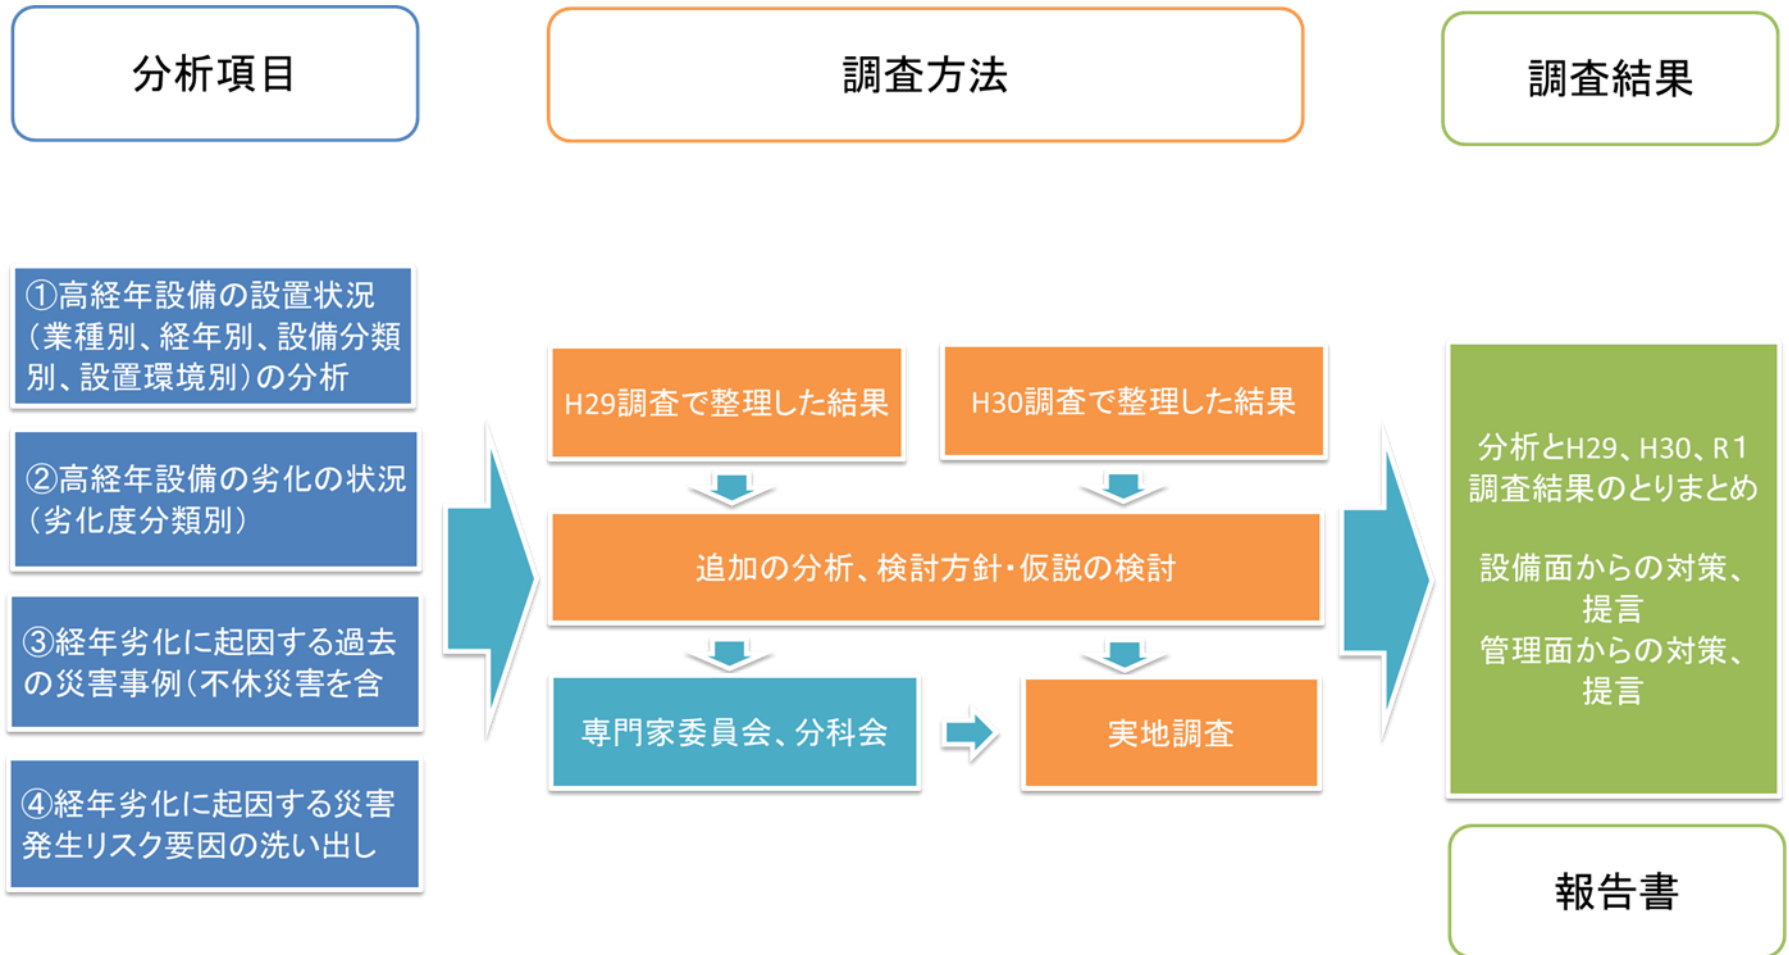 分析項目
調査方法
調査結果
①高経年設備の設置状況
（業種別、経年別、設備分類
別、設置環境別）の分析
②高経年設備の劣化の状況
（劣化度分類別）
③経年劣化に起因する過去
の災害事例（不休災害を含
④経年劣化に起因する災害
発生リスク要因の洗い出し
H29調査で整理した結果
H30調査で整理した結果
追加の分析、検討方針・仮説の検討
専門家委員会、分科会
実地調査
分析とH29、H30、R１
調査結果のとりまとめ
設備面からの対策、
提言
管理面からの対策、
提言
報告書